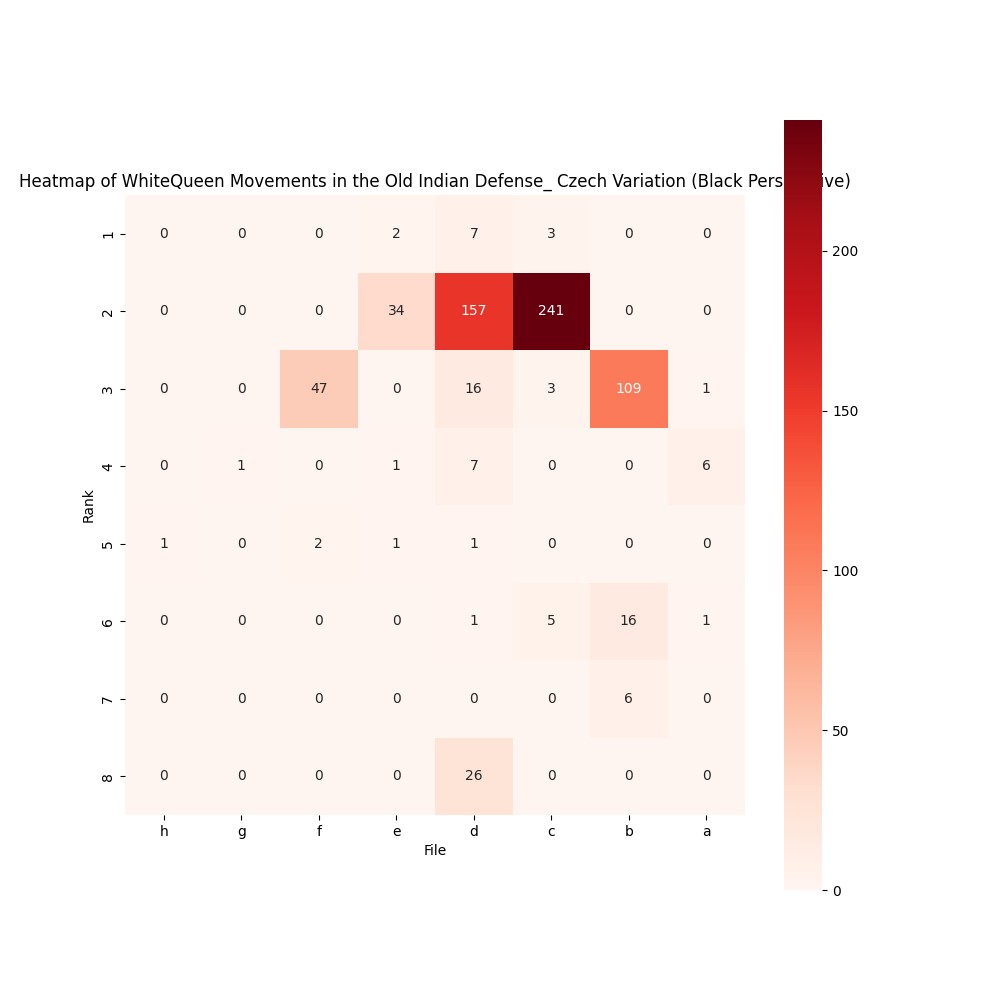 Heatmap of WhiteQueen Movements in the Old Indian Defense_ Czech Variation (Black Pers ive)
1 0 0 0 2 7 3 0 0
2 0 0 0 34 157 241 0 0
3 0 0 47 0 16 3 109 1
4 0 1 0 1 7 0 0 6
5 1 0 2 1 1 0 0 0
6 0 0 0 0 1 5 16 1
7 0 0 0 0 0 0 6 0
8 0 0 0 0 26 0 0 0
h g f e d c b a
File
Rank
200
150
100
50
0